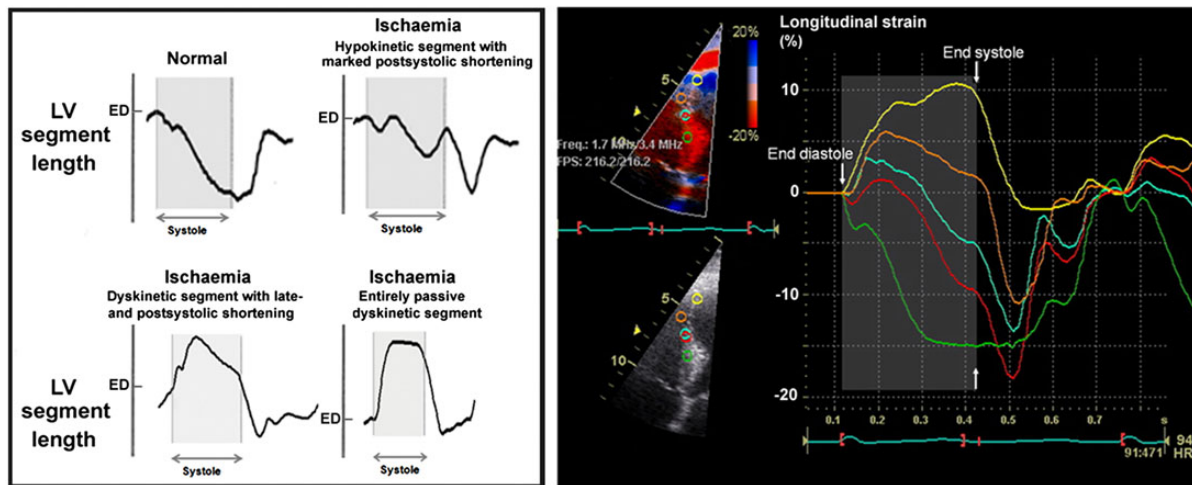 Normal
Ischaemia
Hypokinetic segment with
marked postsystolic shortening
LV
segment
length
ED
ED
Systole
Systole
Ischaemia
Dyskinetic segment with late-
and postsystolic shortening
Ischaemia
Entirely passive
dyskinetic segment
LV
segment
length
ED
ED
Systole
Systole
20%
-20%
5
10
Freq.: 1.7 MHz/3.4 MHz
FPS: 216.2/216.2
5
10
Longitudinal strain
(%)
End systole
End diastole
10
0
-10
-20
0.1 0.2 0.3 0.4 0.5 0.6 0.7 s
94
91:471 HR